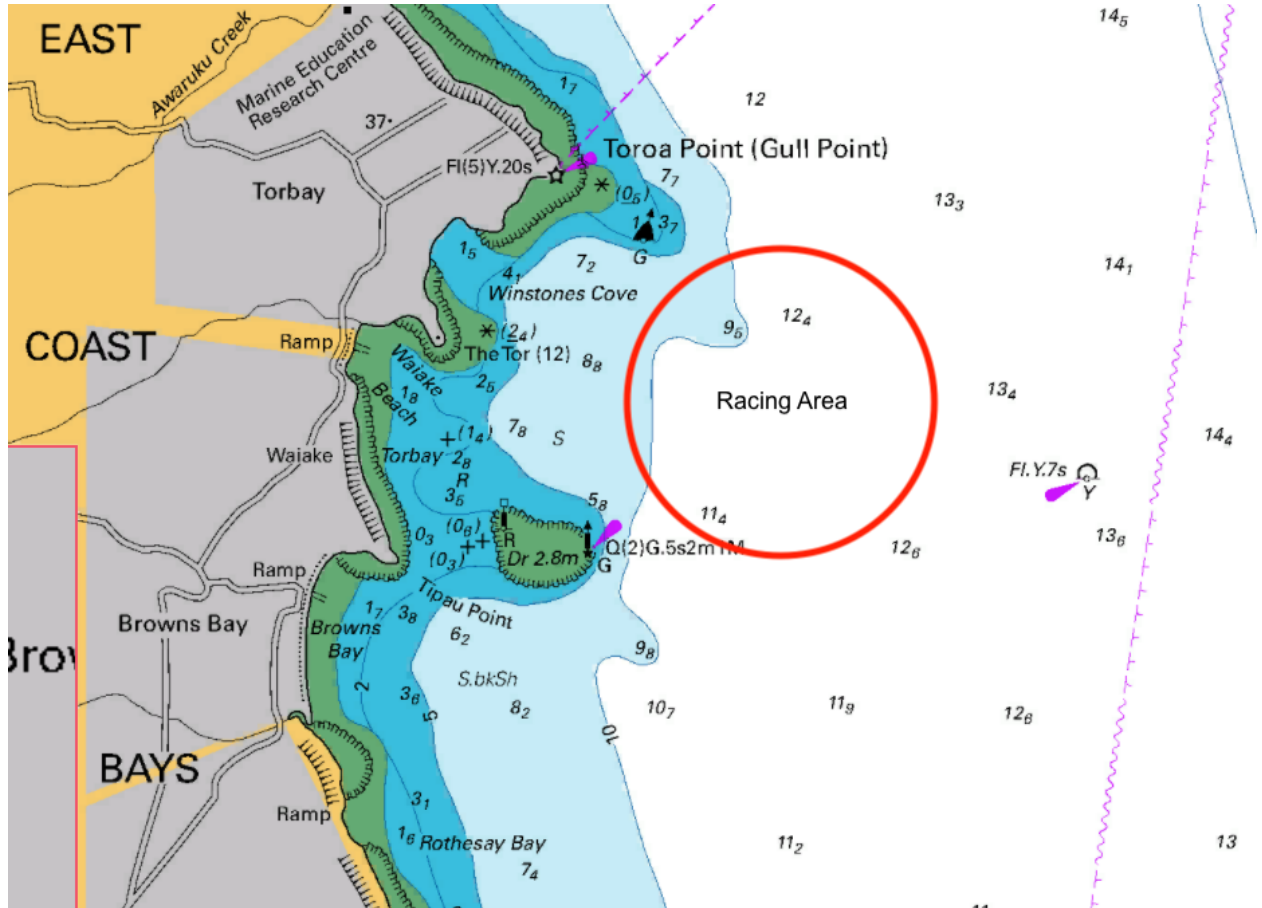 EAST
Awaruku Creek
Marine Education
Research Centre
37
Torbay
Fl(5)Y.20s
Toroa Point (Gull Point)
14₅
12
1₇
7₇
(0₅)
1
3₇
G
13₃
14₁
1₅
4₁
7₂
Winstones Cove
COAST
Ramp
(2₄)
The Tor (12)
9₅
12₄
8₈
Waiake
Beach
1₈
2₅
Racing Area
13₄
14₄
Waiake
(1₄)
7₈
S
Torbay
2₈
R
3₅
5₈
11₄
12₆
Fl.Y.7s
Y
13₆
0₃
(0₆)
(0₃)
R
Dr 2.8m
Q(2)G.5s2m1M
G
Ramp
Tipau Point
Browns Bay
Browns
Bay
1₇
3₈
6₂
9₈
S.bkSh
2
3₆
5
8₂
10₇
10
11₉
12₆
BAYS
Ramp
3₁
1₆
Rothesay Bay
7₄
11₂
13